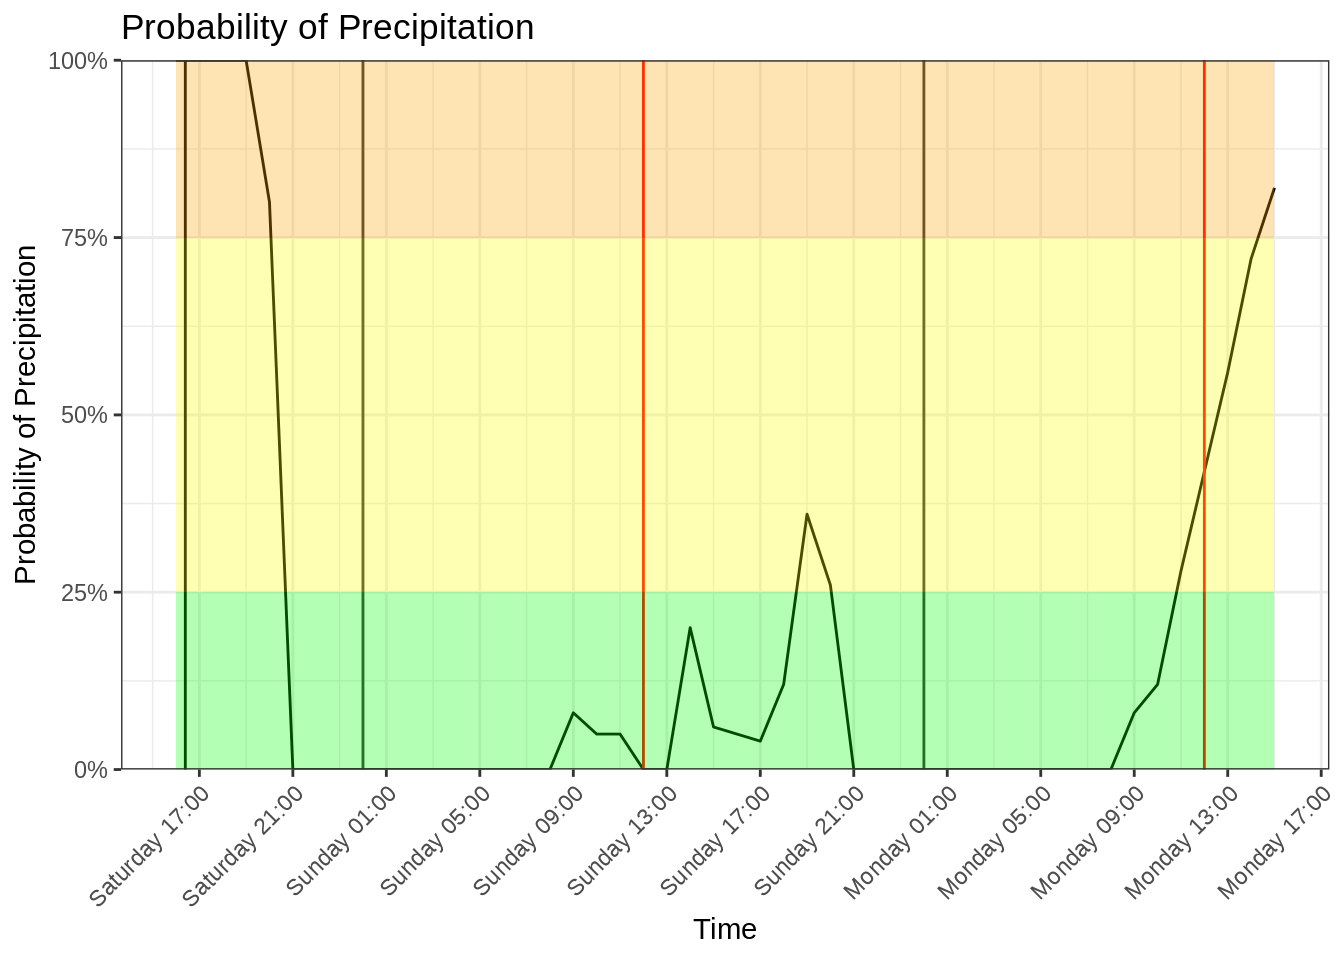 Probability of Precipitation
Probability of Precipitation
100%
75%
50%
25%
0%
Saturday 17:00
Saturday 21:00
Sunday 01:00
Sunday 05:00
Sunday 09:00
Sunday 13:00
Sunday 17:00
Sunday 21:00
Monday 01:00
Monday 05:00
Monday 09:00
Monday 13:00
Monday 17:00
Time